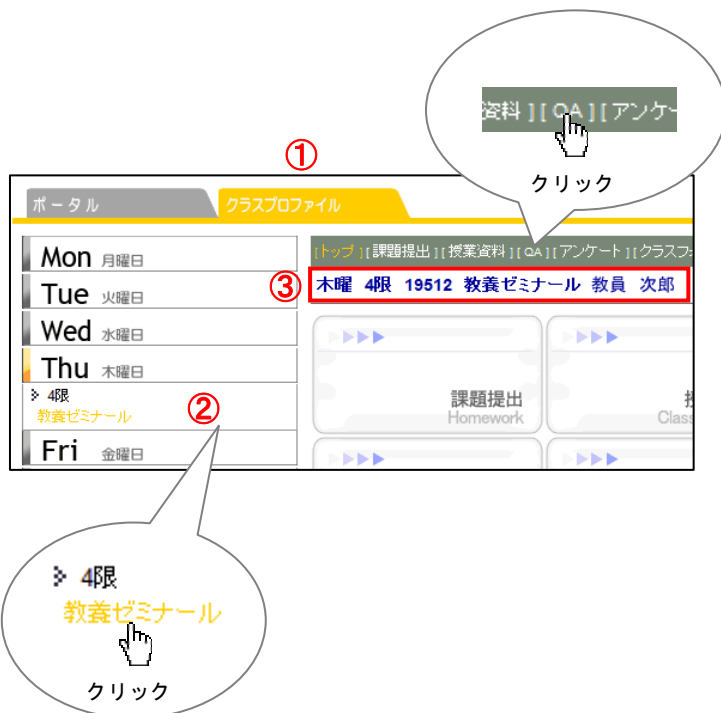 資料 ] [ QA ] [ アンケー
クリック
①
ポータル
クラスプロファイル
[トップ ] [ 課題提出 ] [ 授業資料 ] [ QA ] [ アンケート ] [クラスフ
③
木曜 4限 19512 教養ゼミナール 教員 次郎
Mon 月曜日
Tue 火曜日
Wed 水曜日
Thu 木曜日
4限
教養ゼミナール
②
Fri 金曜日
課題提出
Homework
Class
4限
教養ゼミナール
クリック